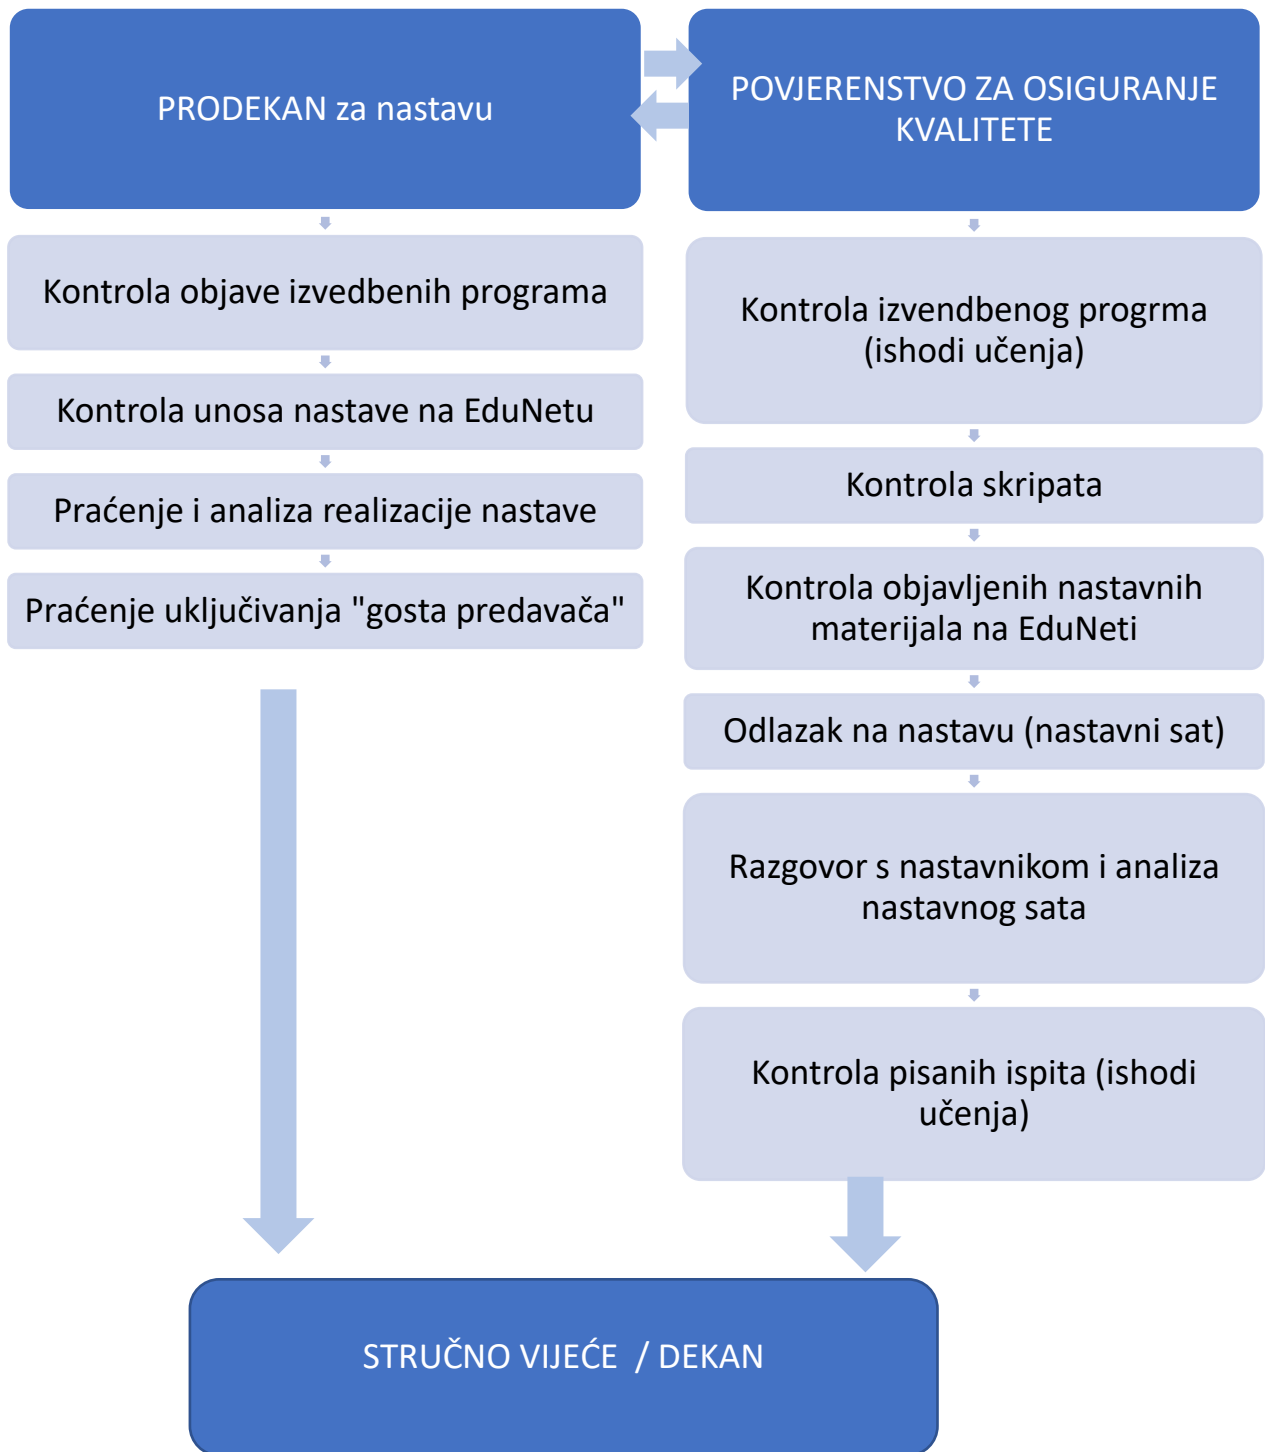 PRODEKAN za nastavu
Kontrola objave izvedbenih programa
Kontrola unosa nastave na EduNetu
Praćenje i analiza realizacije nastave
Praćenje uključivanja "gosta predavača"
POVJERENSTVO ZA OSIGURANJE
KVALITETE
Kontrola izvendbenog progrma
(ishodi učenja)
Kontrola skripata
Kontrola objavljenih nastavnih
materijala na EduNeti
Odlazak na nastavu (nastavni sat)
Razgovor s nastavnikom i analiza
nastavnog sata
Kontrola pisanih ispita (ishodi
učenja)
STRUČNO VIJEĆE / DEKAN